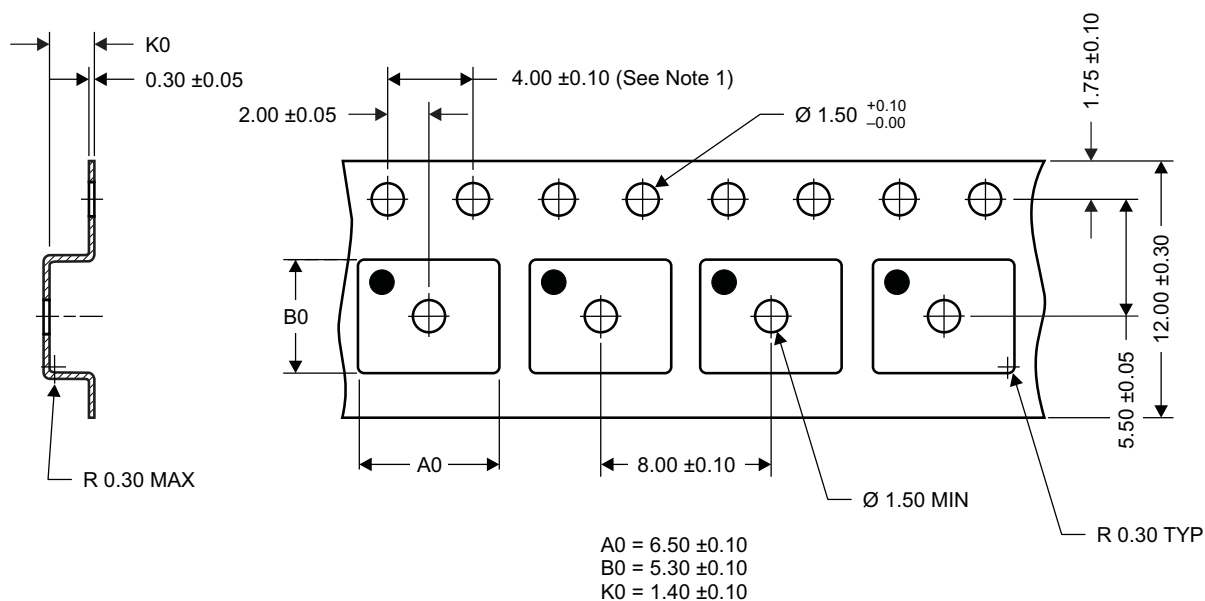 K0
0.30 ±0.05
4.00 ±0.10 (See Note 1)
2.00 ±0.05
Ø 1.50 +0.10
–0.00
1.75 ±0.10
B0
12.00 ±0.30
5.50 ±0.05
A0
8.00 ±0.10
R 0.30 MAX
Ø 1.50 MIN
R 0.30 TYP
A0 = 6.50 ±0.10
B0 = 5.30 ±0.10
K0 = 1.40 ±0.10